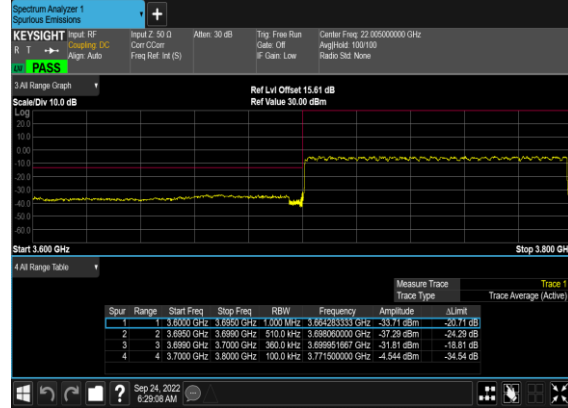 Spectrum Analyzer 1
Spurious Emissions
+
KEYSIGHT
R T
LW
PASS
Input: RF
Coupling: DC
Align: Auto
Input Z: 50 Ω
Corr CCorr
Freq Ref: Int (S)
Atten: 30 dB
Trig: Free Run
Gate: Off
IF Gain: Low
Center Freq: 22.005000000 GHz
Avg|Hold: 100/100
Radio Std: None
3 All Range Graph
Ref Lvl Offset 15.61 dB
Scale/Div 10.0 dB
Ref Value 30.00 dBm
Log
20.0
10.0
0.00
-10.0
-20.0
-30.0
-40.0
-50.0
-60.0
Start 3.600 GHz
Stop 3.800 GH
4 All Range Table
Measure Trace Trace 1
Trace Type Trace Average (Active)
Spur Range Start Freq Stop Freq RBW Frequency Amplitude ΔLimit
1 1 3.6000 GHz 3.6950 GHz 1.000 MHz 3.664283333 GHz -33.71 dBm -20.71 dB
2 2 3.6950 GHz 3.6990 GHz 510.0 kHz 3.698060000 GHz -37.29 dBm -24.29 dB
3 3 3.6990 GHz 3.7000 GHz 360.0 kHz 3.699951667 GHz -31.81 dBm -18.81 dB
4 4 3.7000 GHz 3.8000 GHz 100.0 kHz 3.771500000 GHz -4.544 dBm -34.54 dB
?
Sep 24, 2022
6:29:08 AM